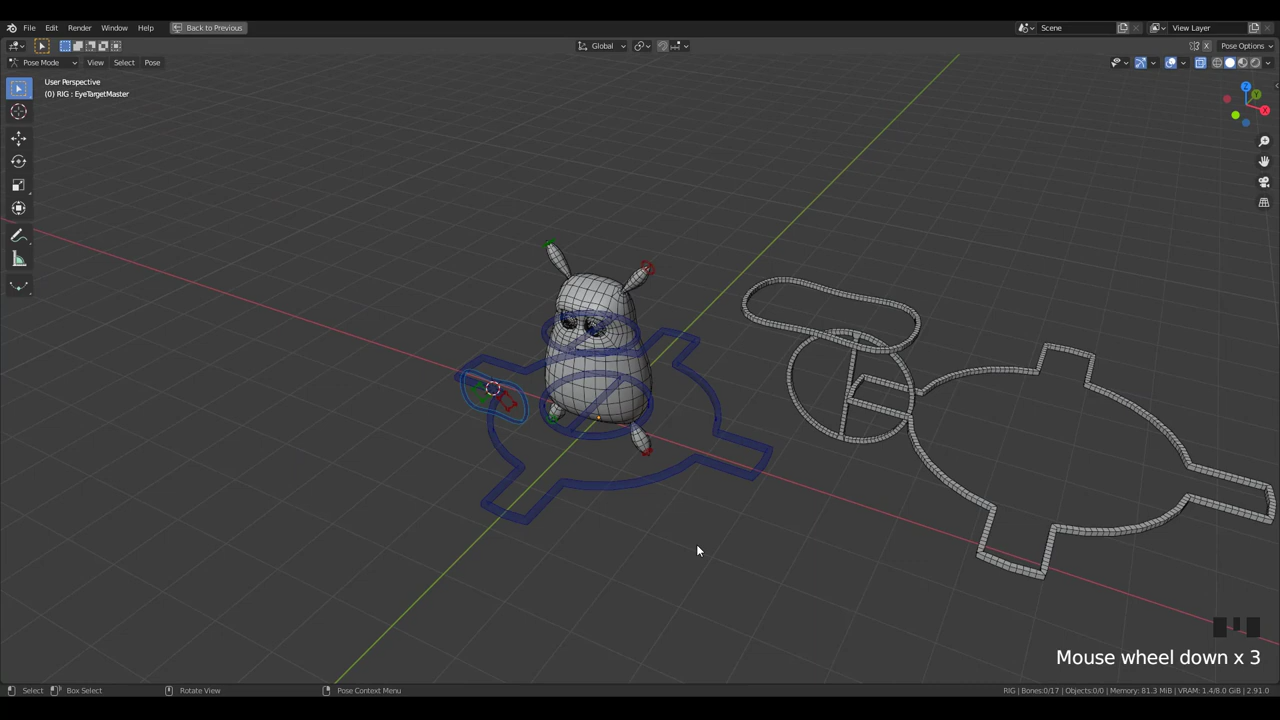 File Edit Render Window Help Back to Previous Scene View Layer
Global Pose Options
Pose Mode View Select Pose
User Perspective
(0) RIG : EyeTargetMaster
Z
Y
X
Mouse wheel down x 3
Select Box Select Rotate View Pose Context Menu RIG | Bones:0/17 | Objects:0/0 | Memory: 81.3 MiB | VRAM: 1.4/8.0 GiB | 2.91.0